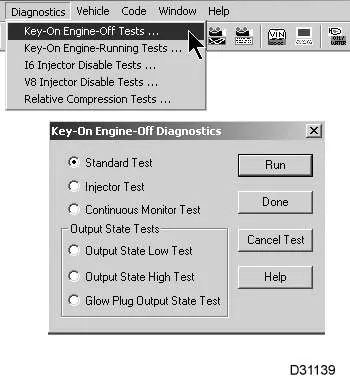 Diagnostics Vehicle Code Window Help
Key-On Engine-Off Tests ...
Key-On Engine-Running Tests ...
I6 Injector Disable Tests ...
V8 Injector Disable Tests ...
Relative Compression Tests ...
VIN
OIL/WATER
Key-On Engine-Off Diagnostics
Standard Test
Injector Test
Continuous Monitor Test
Output State Tests
Output State Low Test
Output State High Test
Glow Plug Output State Test
Run
Done
Cancel Test
Help
D31139